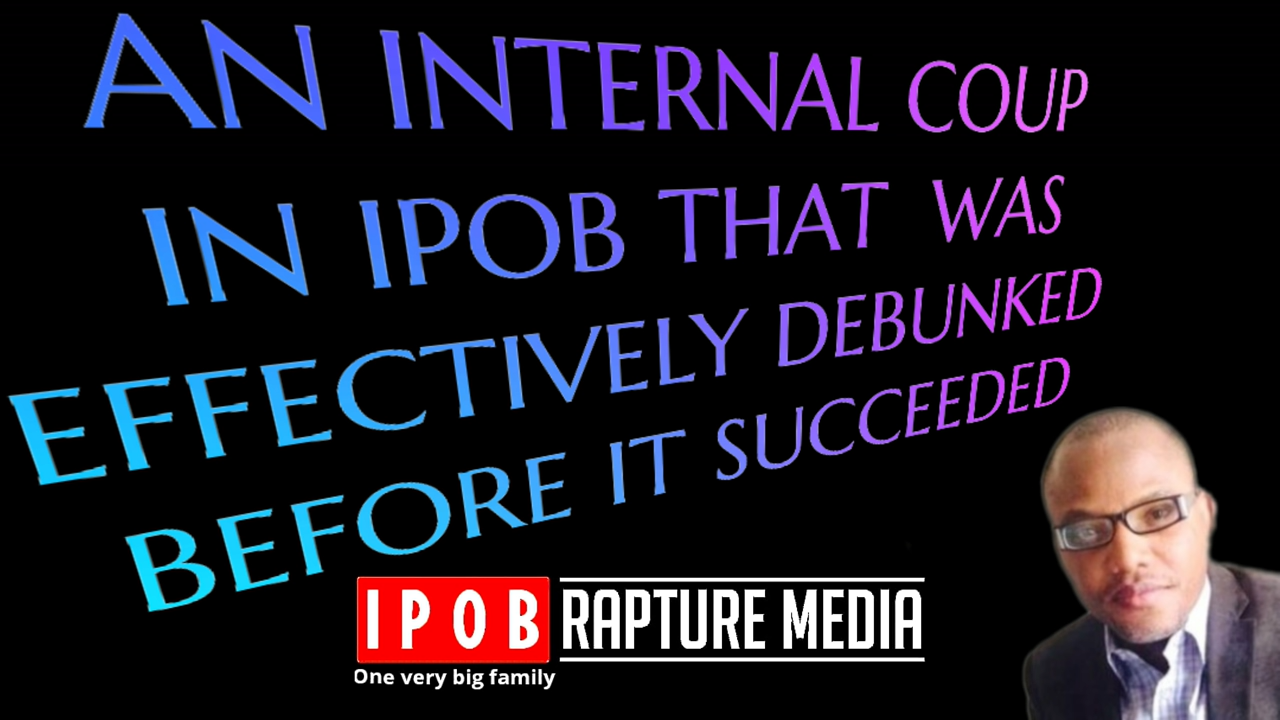 AN INTERNAL COUP
IN IPOB THAT WAS
EFFECTIVELY DEBUNKED
BEFORE IT SUCCEEDED
IPOB RAPTURE MEDIA
One very big family